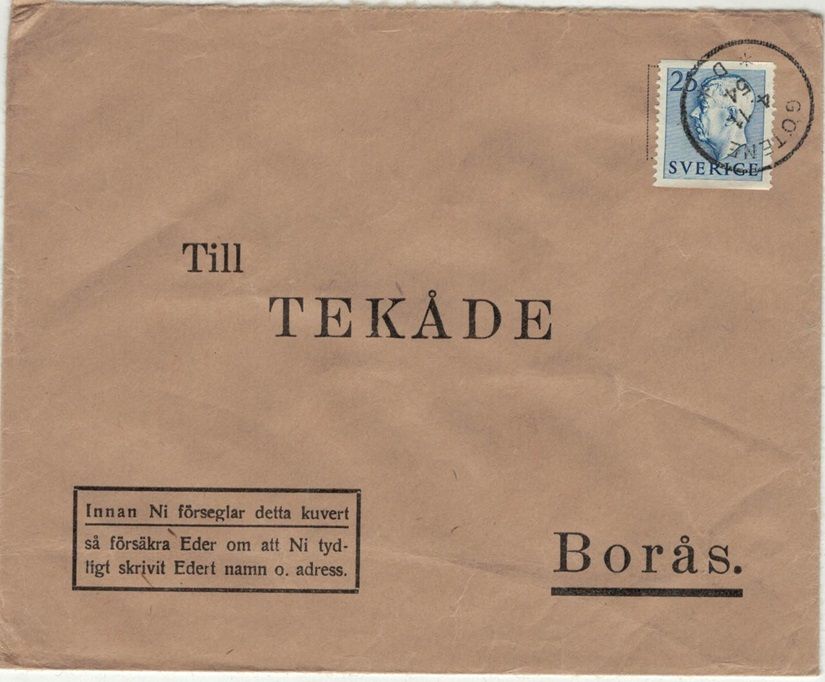 25
SVERIGE
GÖTENE
Till
TEKÅDE
Innan Ni förseglar detta kuvert
så försäkra Eder om att Ni tyd-
ligt skrivit Edert namn o. adress.
Borås.